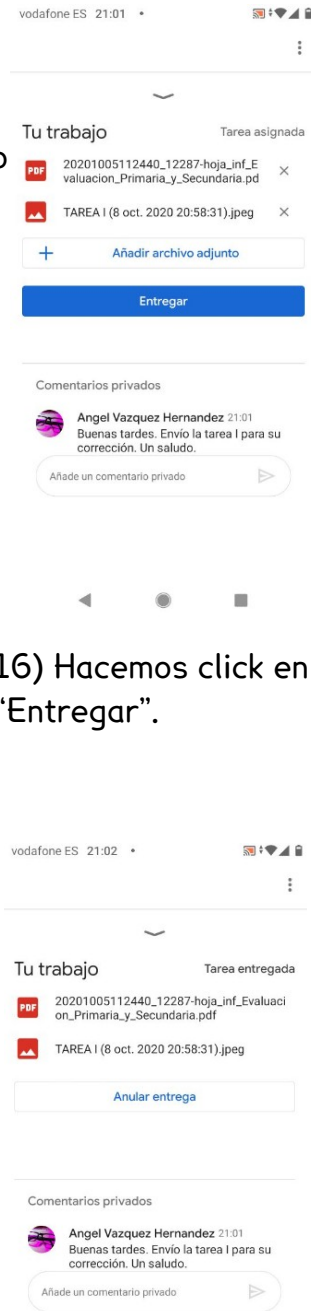 vodafone ES 21:01 •
Tu trabajo
Tarea asignada
o
PDF
20201005112440_12287-hoja_inf_E
valuacion_Primaria_y_Secundaria.pd
×
TAREA I (8 oct. 2020 20:58:31).jpeg
×
+ Añadir archivo adjunto
Entregar
Comentarios privados
Angel Vazquez Hernandez 21:01
Buenas tardes. Envío la tarea I para su
corrección. Un saludo.
Añade un comentario privado
16) Hacemos click en
“Entregar”.
vodafone ES 21:02 •
Tu trabajo
Tarea entregada
PDF
20201005112440_12287-hoja_inf_Evaluaci
on_Primaria_y_Secundaria.pdf
TAREA I (8 oct. 2020 20:58:31).jpeg
Anular entrega
Comentarios privados
Angel Vazquez Hernandez 21:01
Buenas tardes. Envío la tarea I para su
corrección. Un saludo.
Añade un comentario privado